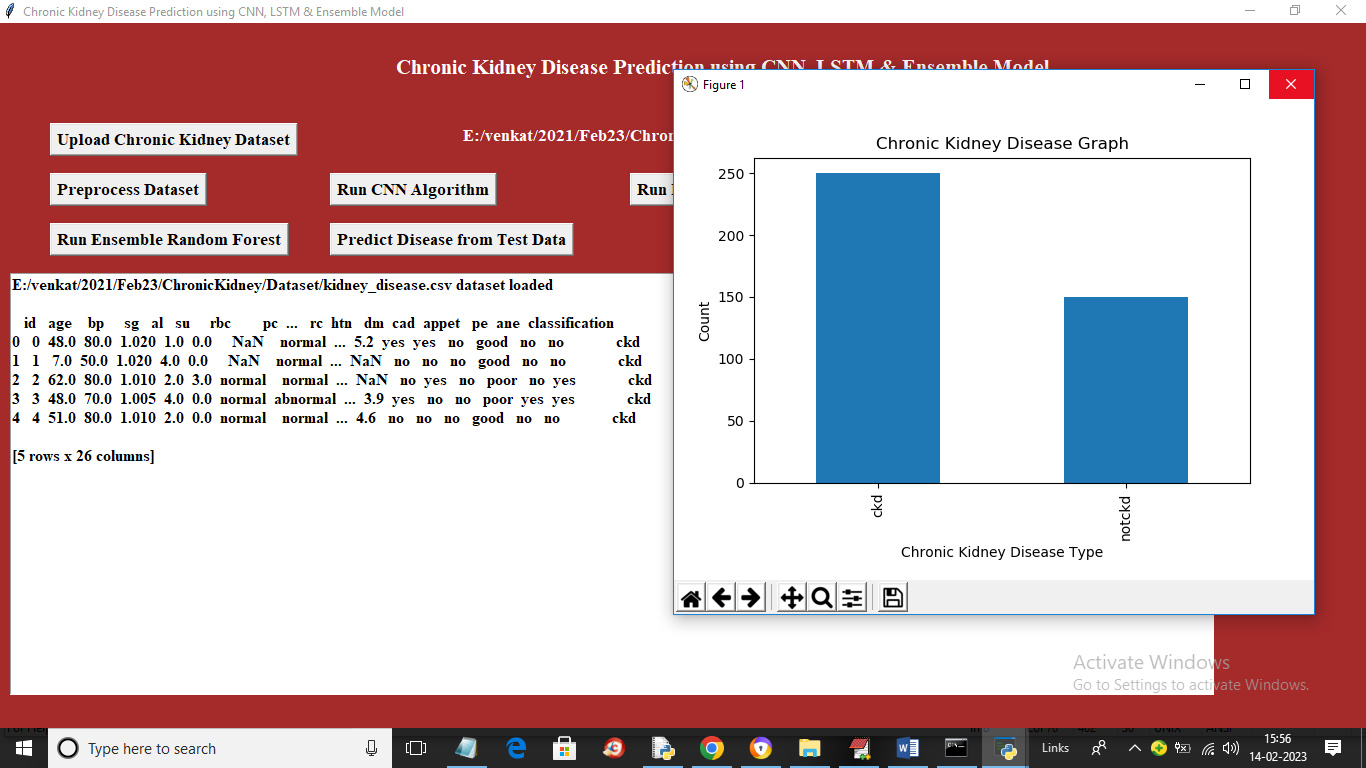 Chronic Kidney Disease Prediction using CNN, LSTM & Ensemble Model
Chronic Kidney Disease Prediction using CNN, LSTM & Ensemble Model
Upload Chronic Kidney Dataset
E:/venkat/2021/Feb23/Chron
Preprocess Dataset
Run CNN Algorithm
Run
Run Ensemble Random Forest
Predict Disease from Test Data
E:/venkat/2021/Feb23/ChronicKidney/Dataset/kidney_disease.csv dataset loaded
id age bp sg al su rbc pc ... rc htn dm cad appet pe ane classification
0 0 48.0 80.0 1.020 1.0 0.0 NaN normal ... 5.2 yes yes no good no no ckd
1 1 7.0 50.0 1.020 4.0 0.0 NaN normal ... NaN no no no good no no ckd
2 2 62.0 80.0 1.010 2.0 3.0 normal normal ... NaN no yes no poor no yes ckd
3 3 48.0 70.0 1.005 4.0 0.0 normal abnormal ... 3.9 yes no no poor yes yes ckd
4 4 51.0 80.0 1.010 2.0 0.0 normal normal ... 4.6 no no no good no no ckd
[5 rows x 26 columns]
Figure 1
Chronic Kidney Disease Graph
250
200
150
100
50
0
Count
ckd
notckd
Chronic Kidney Disease Type
Activate Windows
Go to Settings to activate Windows.
Type here to search
Links
15:56
14-02-2023